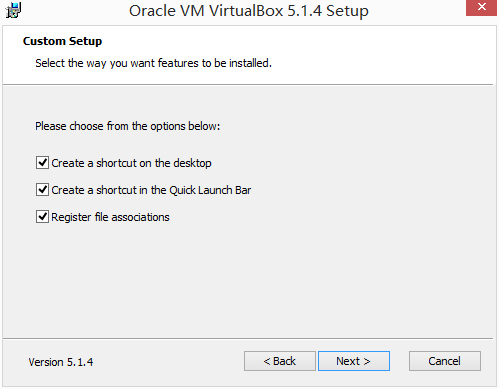 Oracle VM VirtualBox 5.1.4 Setup
Custom Setup
Select the way you want features to be installed.
Please choose from the options below:
Create a shortcut on the desktop
Create a shortcut in the Quick Launch Bar
Register file associations
Version 5.1.4
< Back
Next >
Cancel